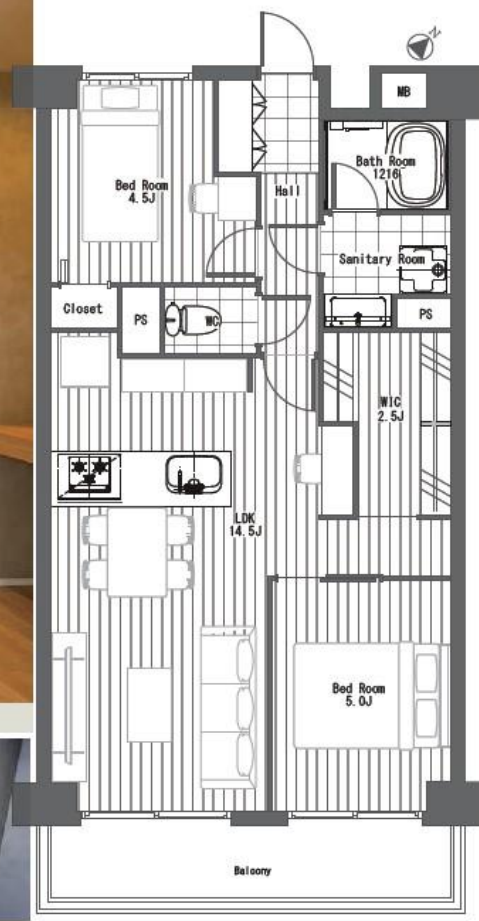 N
MB
Bath Room
1216
Bed Room
4.5J
Hall
Sanitary Room
Closet
PS
WC
PS
WIC
2.5J
LDK
14.5J
Bed Room
5.0J
Balcony